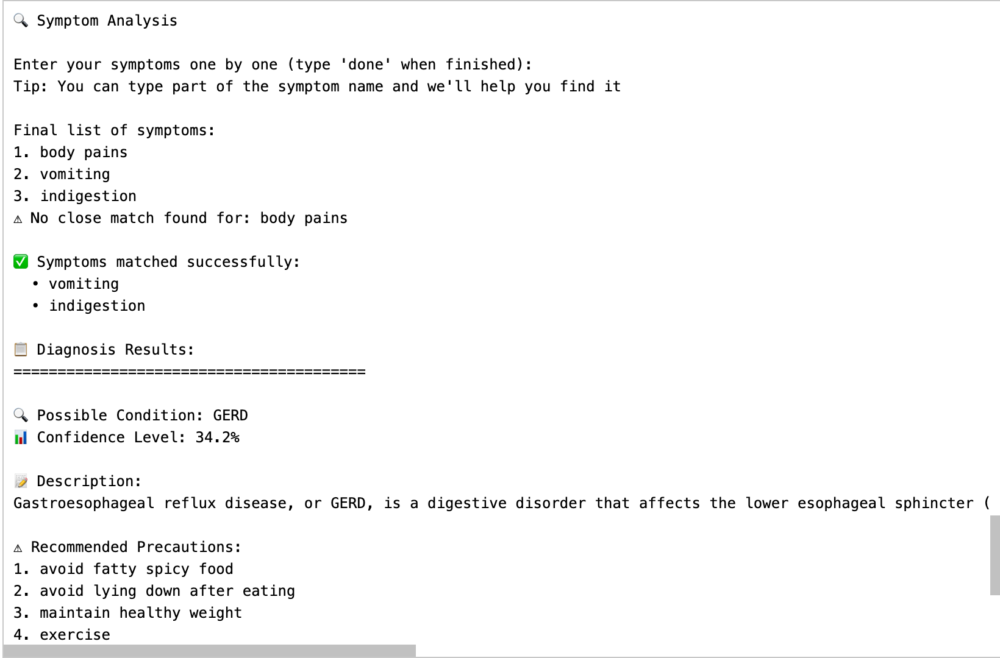 🔍 Symptom Analysis
Enter your symptoms one by one (type 'done' when finished):
Tip: You can type part of the symptom name and we'll help you find it
Final list of symptoms:
1. body pains
2. vomiting
3. indigestion
⚠ No close match found for: body pains
✅ Symptoms matched successfully:
• vomiting
• indigestion
📋 Diagnosis Results:
========================================
🔍 Possible Condition: GERD
📊 Confidence Level: 34.2%
📝 Description:
Gastroesophageal reflux disease, or GERD, is a digestive disorder that affects the lower esophageal sphincter (
⚠ Recommended Precautions:
1. avoid fatty spicy food
2. avoid lying down after eating
3. maintain healthy weight
4. exercise